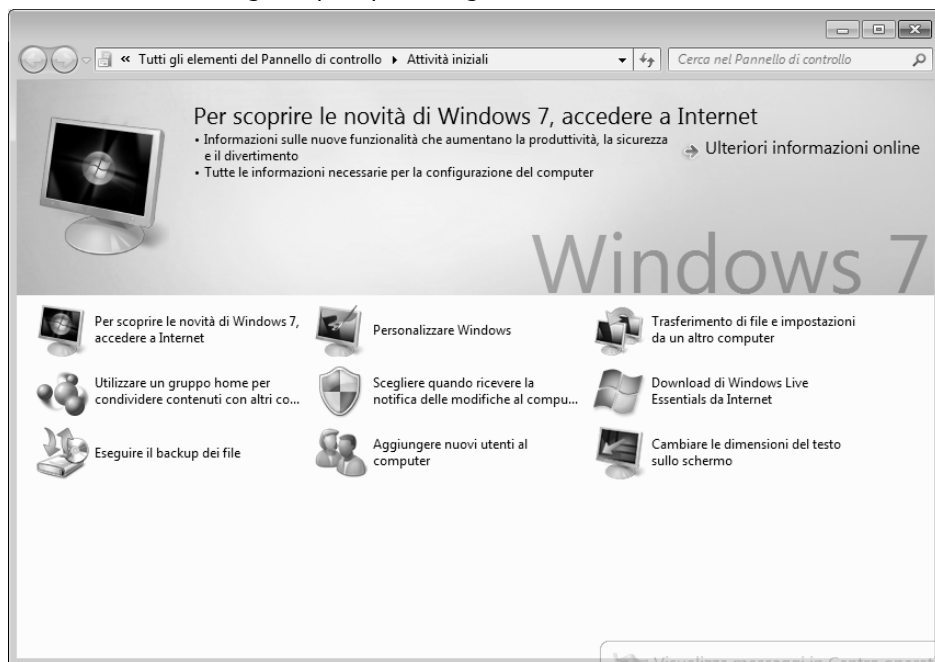 « Tutti gli elementi del Pannello di controllo ▸ Attività iniziali
Cerca nel Pannello di controllo
Per scoprire le novità di Windows 7, accedere a Internet
• Informazioni sulle nuove funzionalità che aumentano la produttività, la sicurezza
e il divertimento
• Tutte le informazioni necessarie per la configurazione del computer
Ulteriori informazioni online
Windows 7
Per scoprire le novità di Windows 7,
accedere a Internet
Personalizzare Windows
Trasferimento di file e impostazioni
da un altro computer
Utilizzare un gruppo home per
condividere contenuti con altri co...
Scegliere quando ricevere la
notifica delle modifiche al compu...
Download di Windows Live
Essentials da Internet
Eseguire il backup dei file
Aggiungere nuovi utenti al
computer
Cambiare le dimensioni del testo
sullo schermo